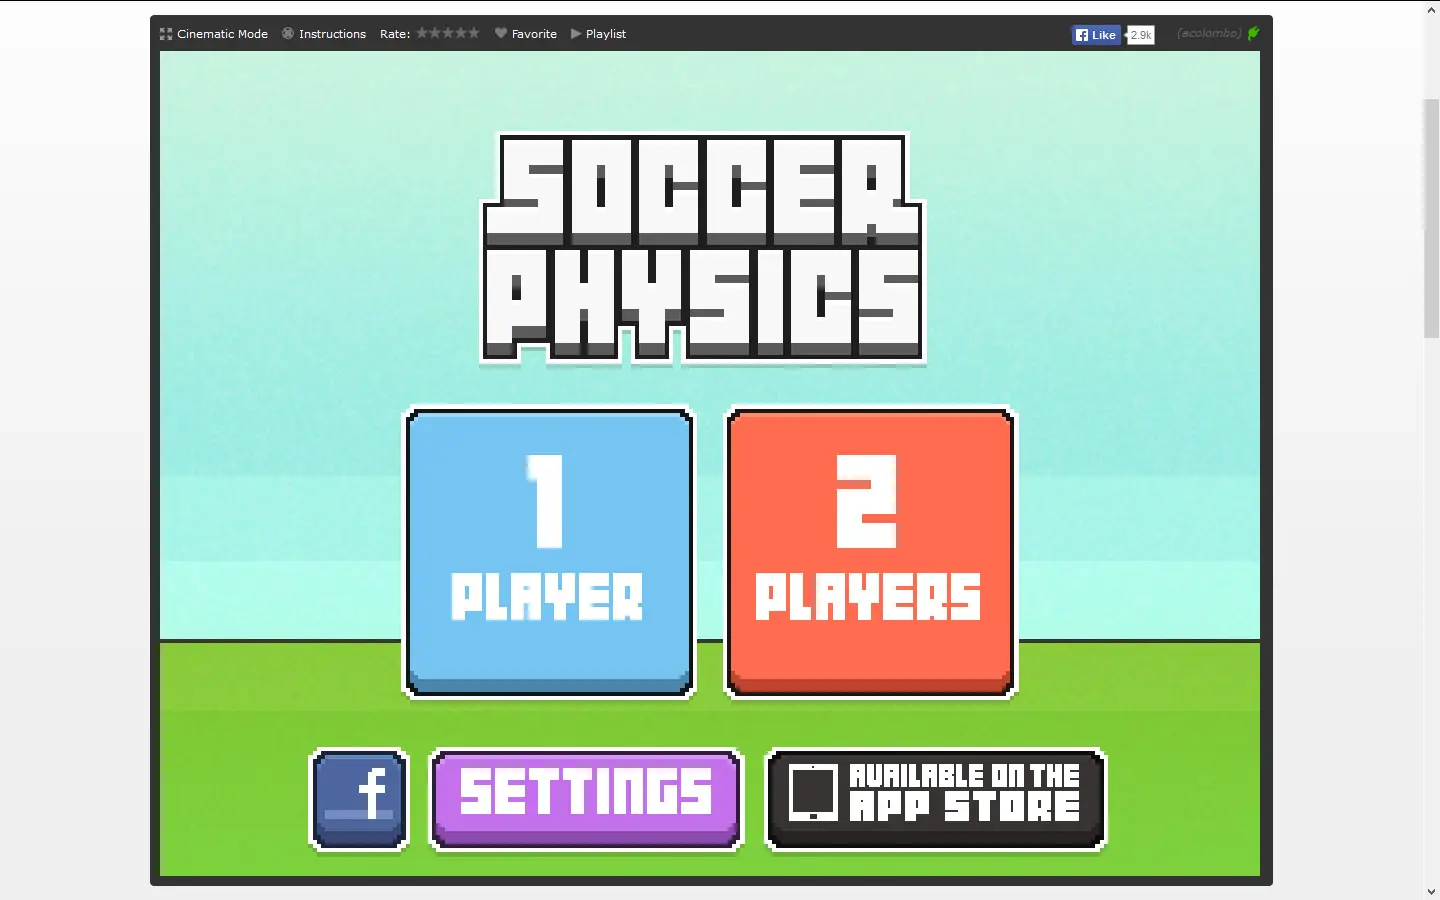 Cinematic Mode Instructions Rate: Favorite Playlist Like 2.9k (acolombo)
SOCCER
PHYSICS
1
PLAYER
2
PLAYERS
f
SETTINGS
AVAILABLE ON THE
APP STORE